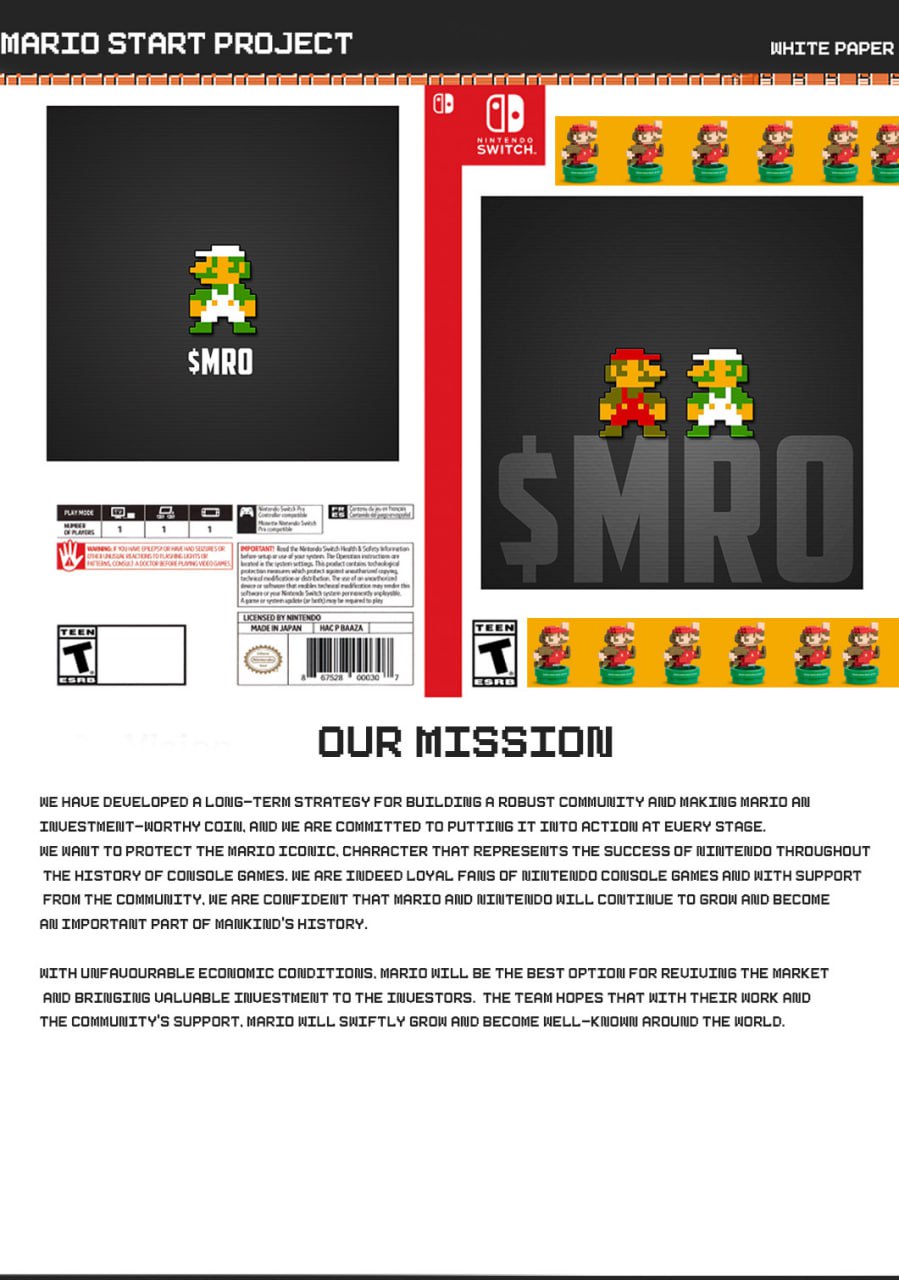 MARIO START PROJECT
WHITE PAPER
NINTENDO
SWITCH.
$MRO
$MRO
PLAY MODE
NUMBER
OF PLAYERS
1
1
1
Nintendo Switch Pro
Controller compatible
Manette Nintendo Switch
Pro compatible
FR
ES
Contenu du jeu en français
Contenido del juego en español
WARNING: IF YOU HAVE EPILEPSY OR HAVE HAD SEIZURES OR
OTHER UNUSUAL REACTIONS TO FLASHING LIGHTS OR
PATTERNS, CONSULT A DOCTOR BEFORE PLAYING VIDEO GAMES.
IMPORTANT! Read the Nintendo Switch Health & Safety Information
before setup or use of your system. The Operation instructions are
located in the system settings. This product contains technological
protection measures which protect against unauthorized copying,
technical modification or distribution. The use of an unauthorized
device or software that enables technical modification may render this
software or your Nintendo Switch system permanently unplayable.
A game or system update (or both) may be required to play.
LICENSED BY NINTENDO
MADE IN JAPAN
HAC P BAAZA
Nintendo
8 67528 00030 7
TEEN
T
ESRB
TEEN
T
ESRB
OUR MISSION
WE HAVE DEVELOPED A LONG-TERM STRATEGY FOR BUILDING A ROBUST COMMUNITY AND MAKING MARIO AN
INVESTMENT-WORTHY COIN, AND WE ARE COMMITTED TO PUTTING IT INTO ACTION AT EVERY STAGE.
WE WANT TO PROTECT THE MARIO ICONIC, CHARACTER THAT REPRESENTS THE SUCCESS OF NINTENDO THROUGHOUT
THE HISTORY OF CONSOLE GAMES. WE ARE INDEED LOYAL FANS OF NINTENDO CONSOLE GAMES AND WITH SUPPORT
FROM THE COMMUNITY, WE ARE CONFIDENT THAT MARIO AND NINTENDO WILL CONTINUE TO GROW AND BECOME
AN IMPORTANT PART OF MANKIND'S HISTORY.
WITH UNFAVOURABLE ECONOMIC CONDITIONS, MARIO WILL BE THE BEST OPTION FOR REVIVING THE MARKET
AND BRINGING VALUABLE INVESTMENT TO THE INVESTORS. THE TEAM HOPES THAT WITH THEIR WORK AND
THE COMMUNITY'S SUPPORT, MARIO WILL SWIFTLY GROW AND BECOME WELL-KNOWN AROUND THE WORLD.